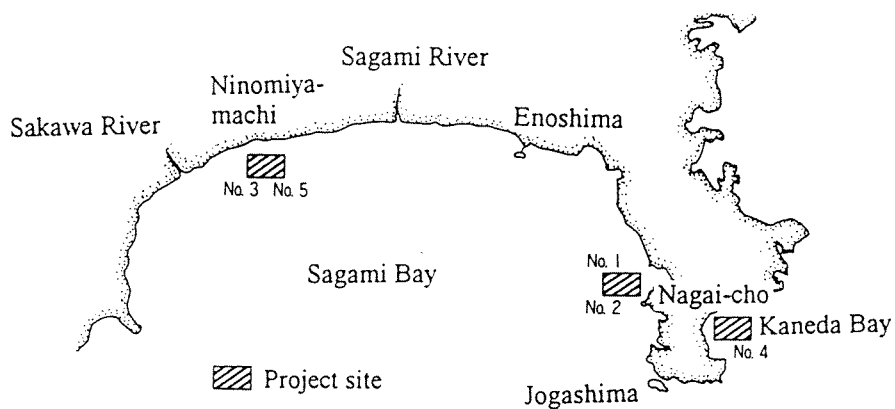 Sagami River
Ninomiya-
machi
Enoshima
Sakawa River
No. 3 No. 5
No. 1
Sagami Bay
No. 2
Nagai-cho
Kaneda Bay
No. 4
Project site
Jogashima